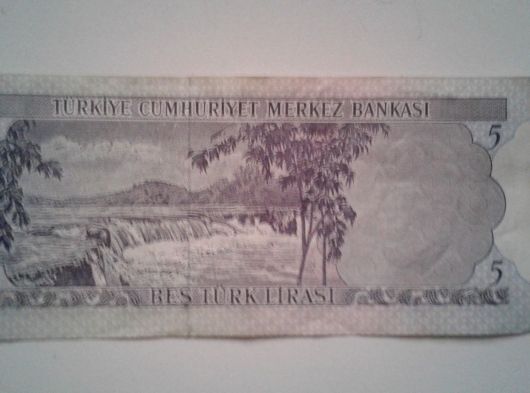 TÜRKİYE CUMHURİYET MERKEZ BANKASI
5
5
BEŞ TÜRK LİRASI